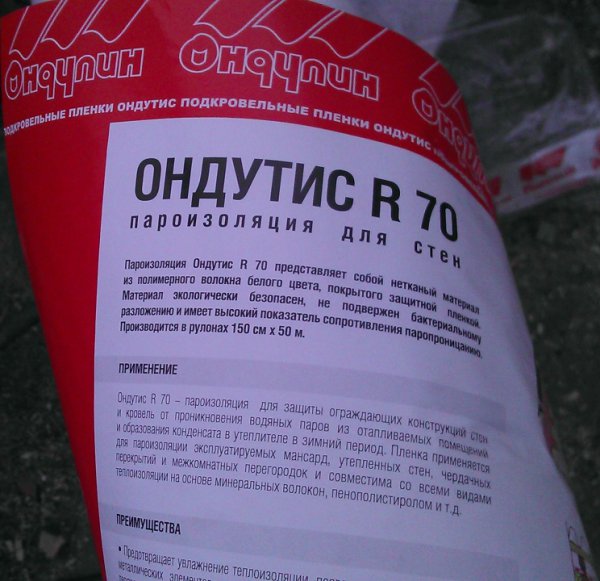 Ондулин Ондулин Ондулин
ПОДКРОВЕЛЬНЫЕ ПЛЕНКИ ОНДУТИС ПОДКРОВЕЛЬНЫЕ ПЛЕНКИ ОНДУТИС
ОНДУТИС R 70
пароизоляция для стен
Пароизоляция Ондутис R 70 представляет собой нетканый материал
из полимерного волокна белого цвета, покрытого защитной пленкой.
Материал экологически безопасен, не подвержен бактериальному
разложению и имеет высокий показатель сопротивления паропроницанию.
Производится в рулонах 150 см х 50 м.
ПРИМЕНЕНИЕ
Ондутис R 70 – пароизоляция для защиты ограждающих конструкций стен
и кровель от проникновения водяных паров из отапливаемых помещений
и образования конденсата в утеплителе в зимний период. Пленка применяется
для пароизоляции эксплуатируемых мансард, утепленных стен, чердачных
перекрытий и межкомнатных перегородок и совместима со всеми видами
теплоизоляции на основе минеральных волокон, пенополистиролом и т.д.
ПРЕИМУЩЕСТВА
• Предотвращает увлажнение теплоизоляции
металлических